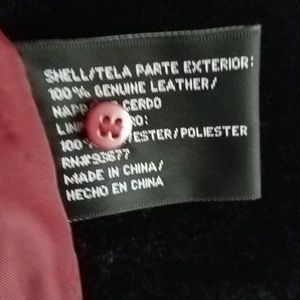 SHELL/TELA PARTE EXTERIOR:
100% GENUINE LEATHER/
CERDO
100% POLIESTER
RN#93677
MADE IN CHINA/
HECHO EN CHINA